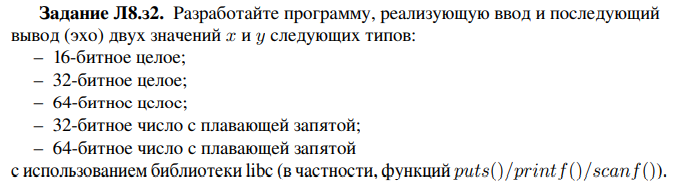 Задание Л8.з2. Разработайте программу, реализующую ввод и последующий
вывод (эхо) двух значений x и y следующих типов:
– 16-битное целое;
– 32-битное целое;
– 64-битное целое;
– 32-битное число с плавающей запятой;
– 64-битное число с плавающей запятой
с использованием библиотеки libc (в частности, функций puts()/printf()/scanf()).